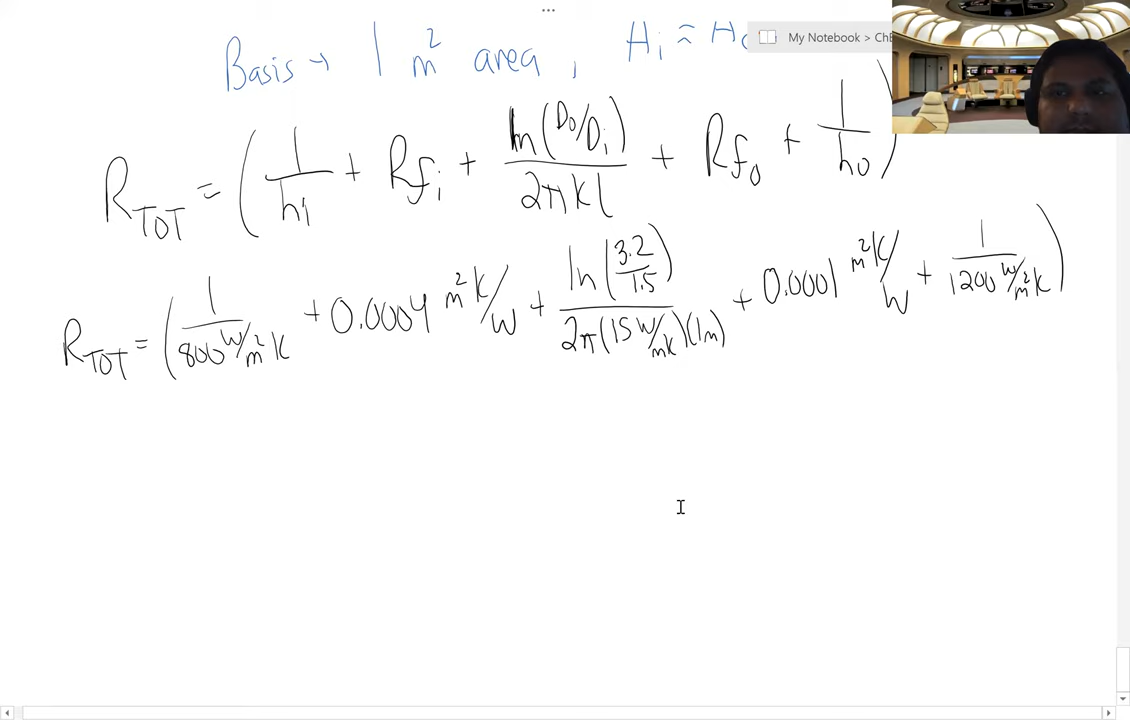 My Notebook > ChE
Basis → 1 m² area , Ai ≈ Ao
R_TOT = (1/hi + Rfi + ln(Do/Di)/2πkl + Rfo + 1/ho)
R_TOT = (1/800 W/m²K + 0.0004 m²K/W + ln(3.2/1.5)/2π(15 W/mK)(1m) + 0.0001 m²K/W + 1/1200 W/m²K)